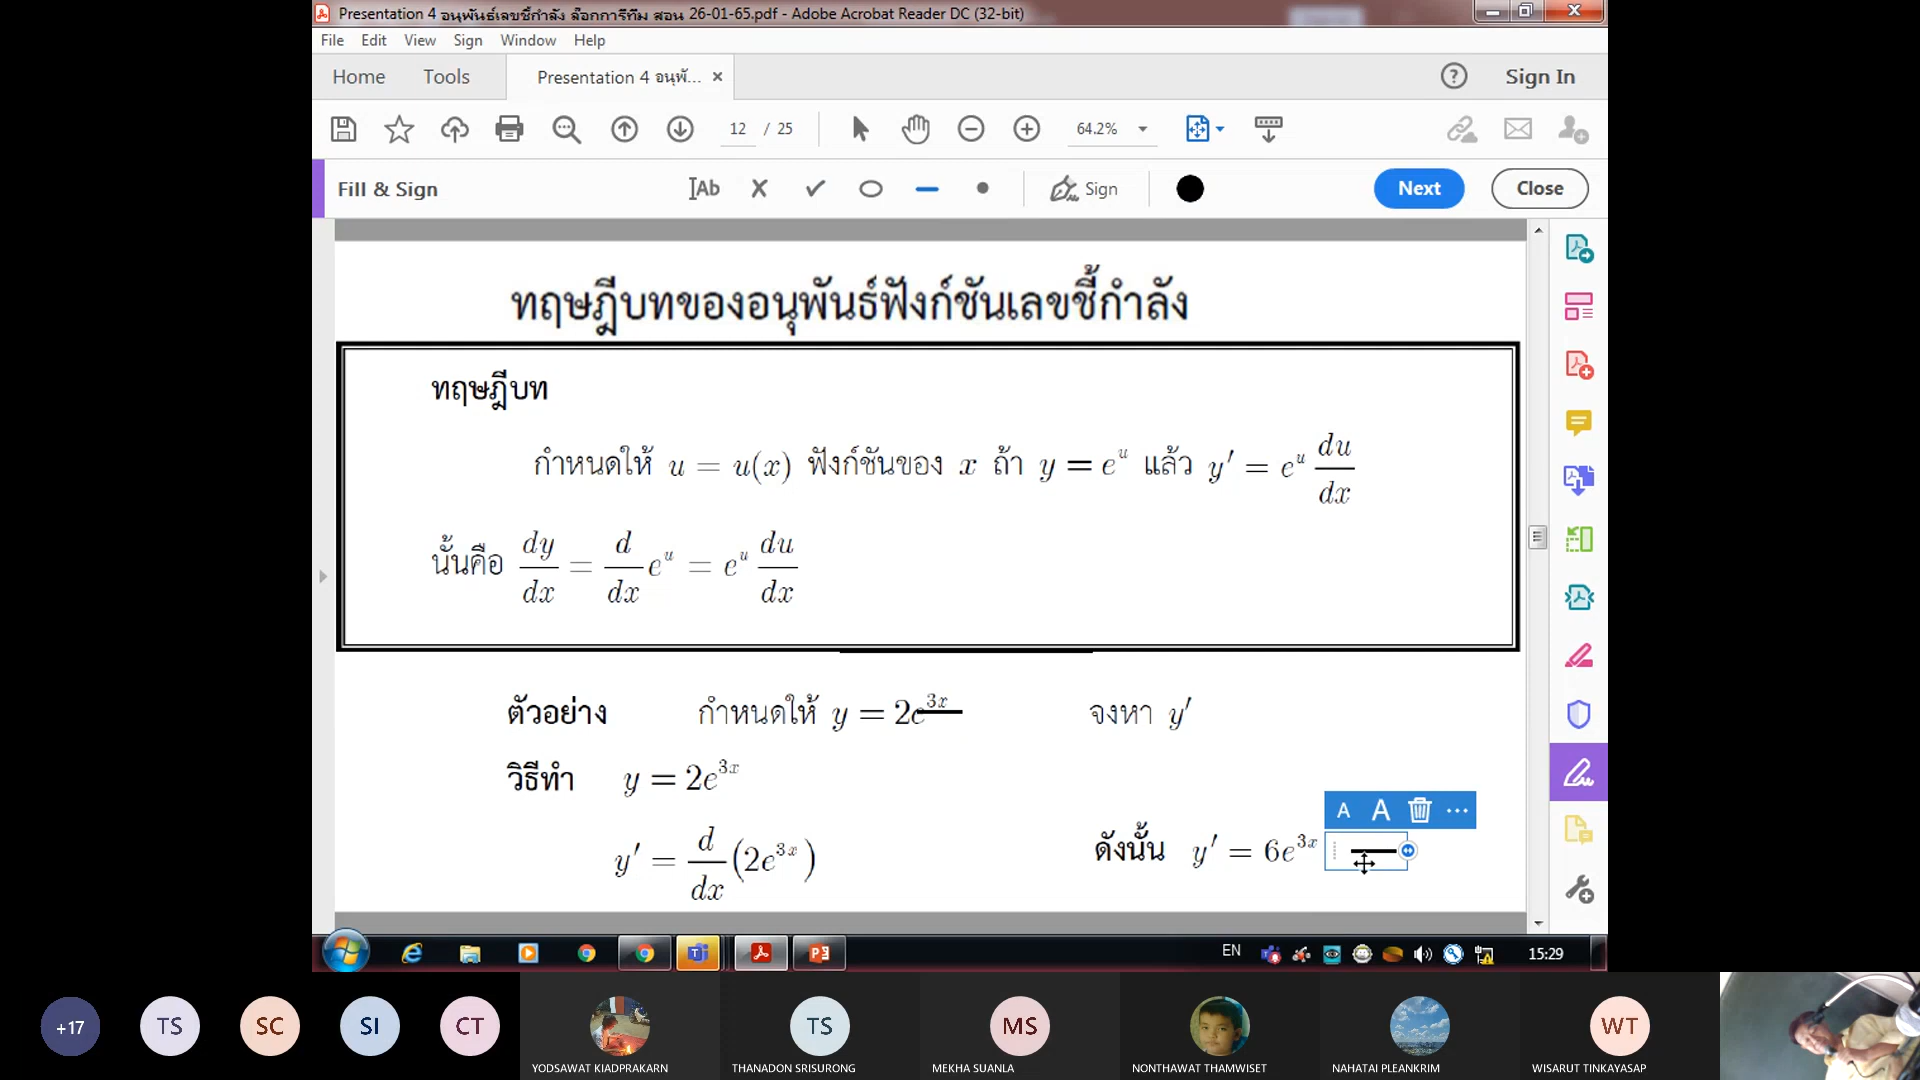 Presentation 4 อนุพันธ์เลขชี้กำลัง ล๊อกการีทึม สอน 26-01-65.pdf - Adobe Acrobat Reader DC (32-bit)
File Edit View Sign Window Help
Home Tools Presentation 4 อนุพั... × ? Sign In
12 / 25 64.2%
Fill & Sign Ab Sign Next Close
ทฤษฎีบทของอนุพันธ์ฟังก์ชันเลขชี้กำลัง
ทฤษฎีบท
กำหนดให้ u = u(x) ฟังก์ชันของ x ถ้า y = e^u แล้ว y′ = e^u du/dx
นั้นคือ dy/dx = d/dx e^u = e^u du/dx
ตัวอย่าง กำหนดให้ y = 2e^{3x} จงหา y′
วิธีทำ y = 2e^{3x}
A A ...
y′ = d/dx (2e^{3x}) ดังนั้น y′ = 6e^{3x}
EN 15:29
+17 TS SC SI CT TS MS WT
YODSAWAT KIADPRAKARN THANADON SRISURONG MEKHA SUANLA NONTHAWAT THAMWISET NAHATAI PLEANKRIM WISARUT TINKAYASAP